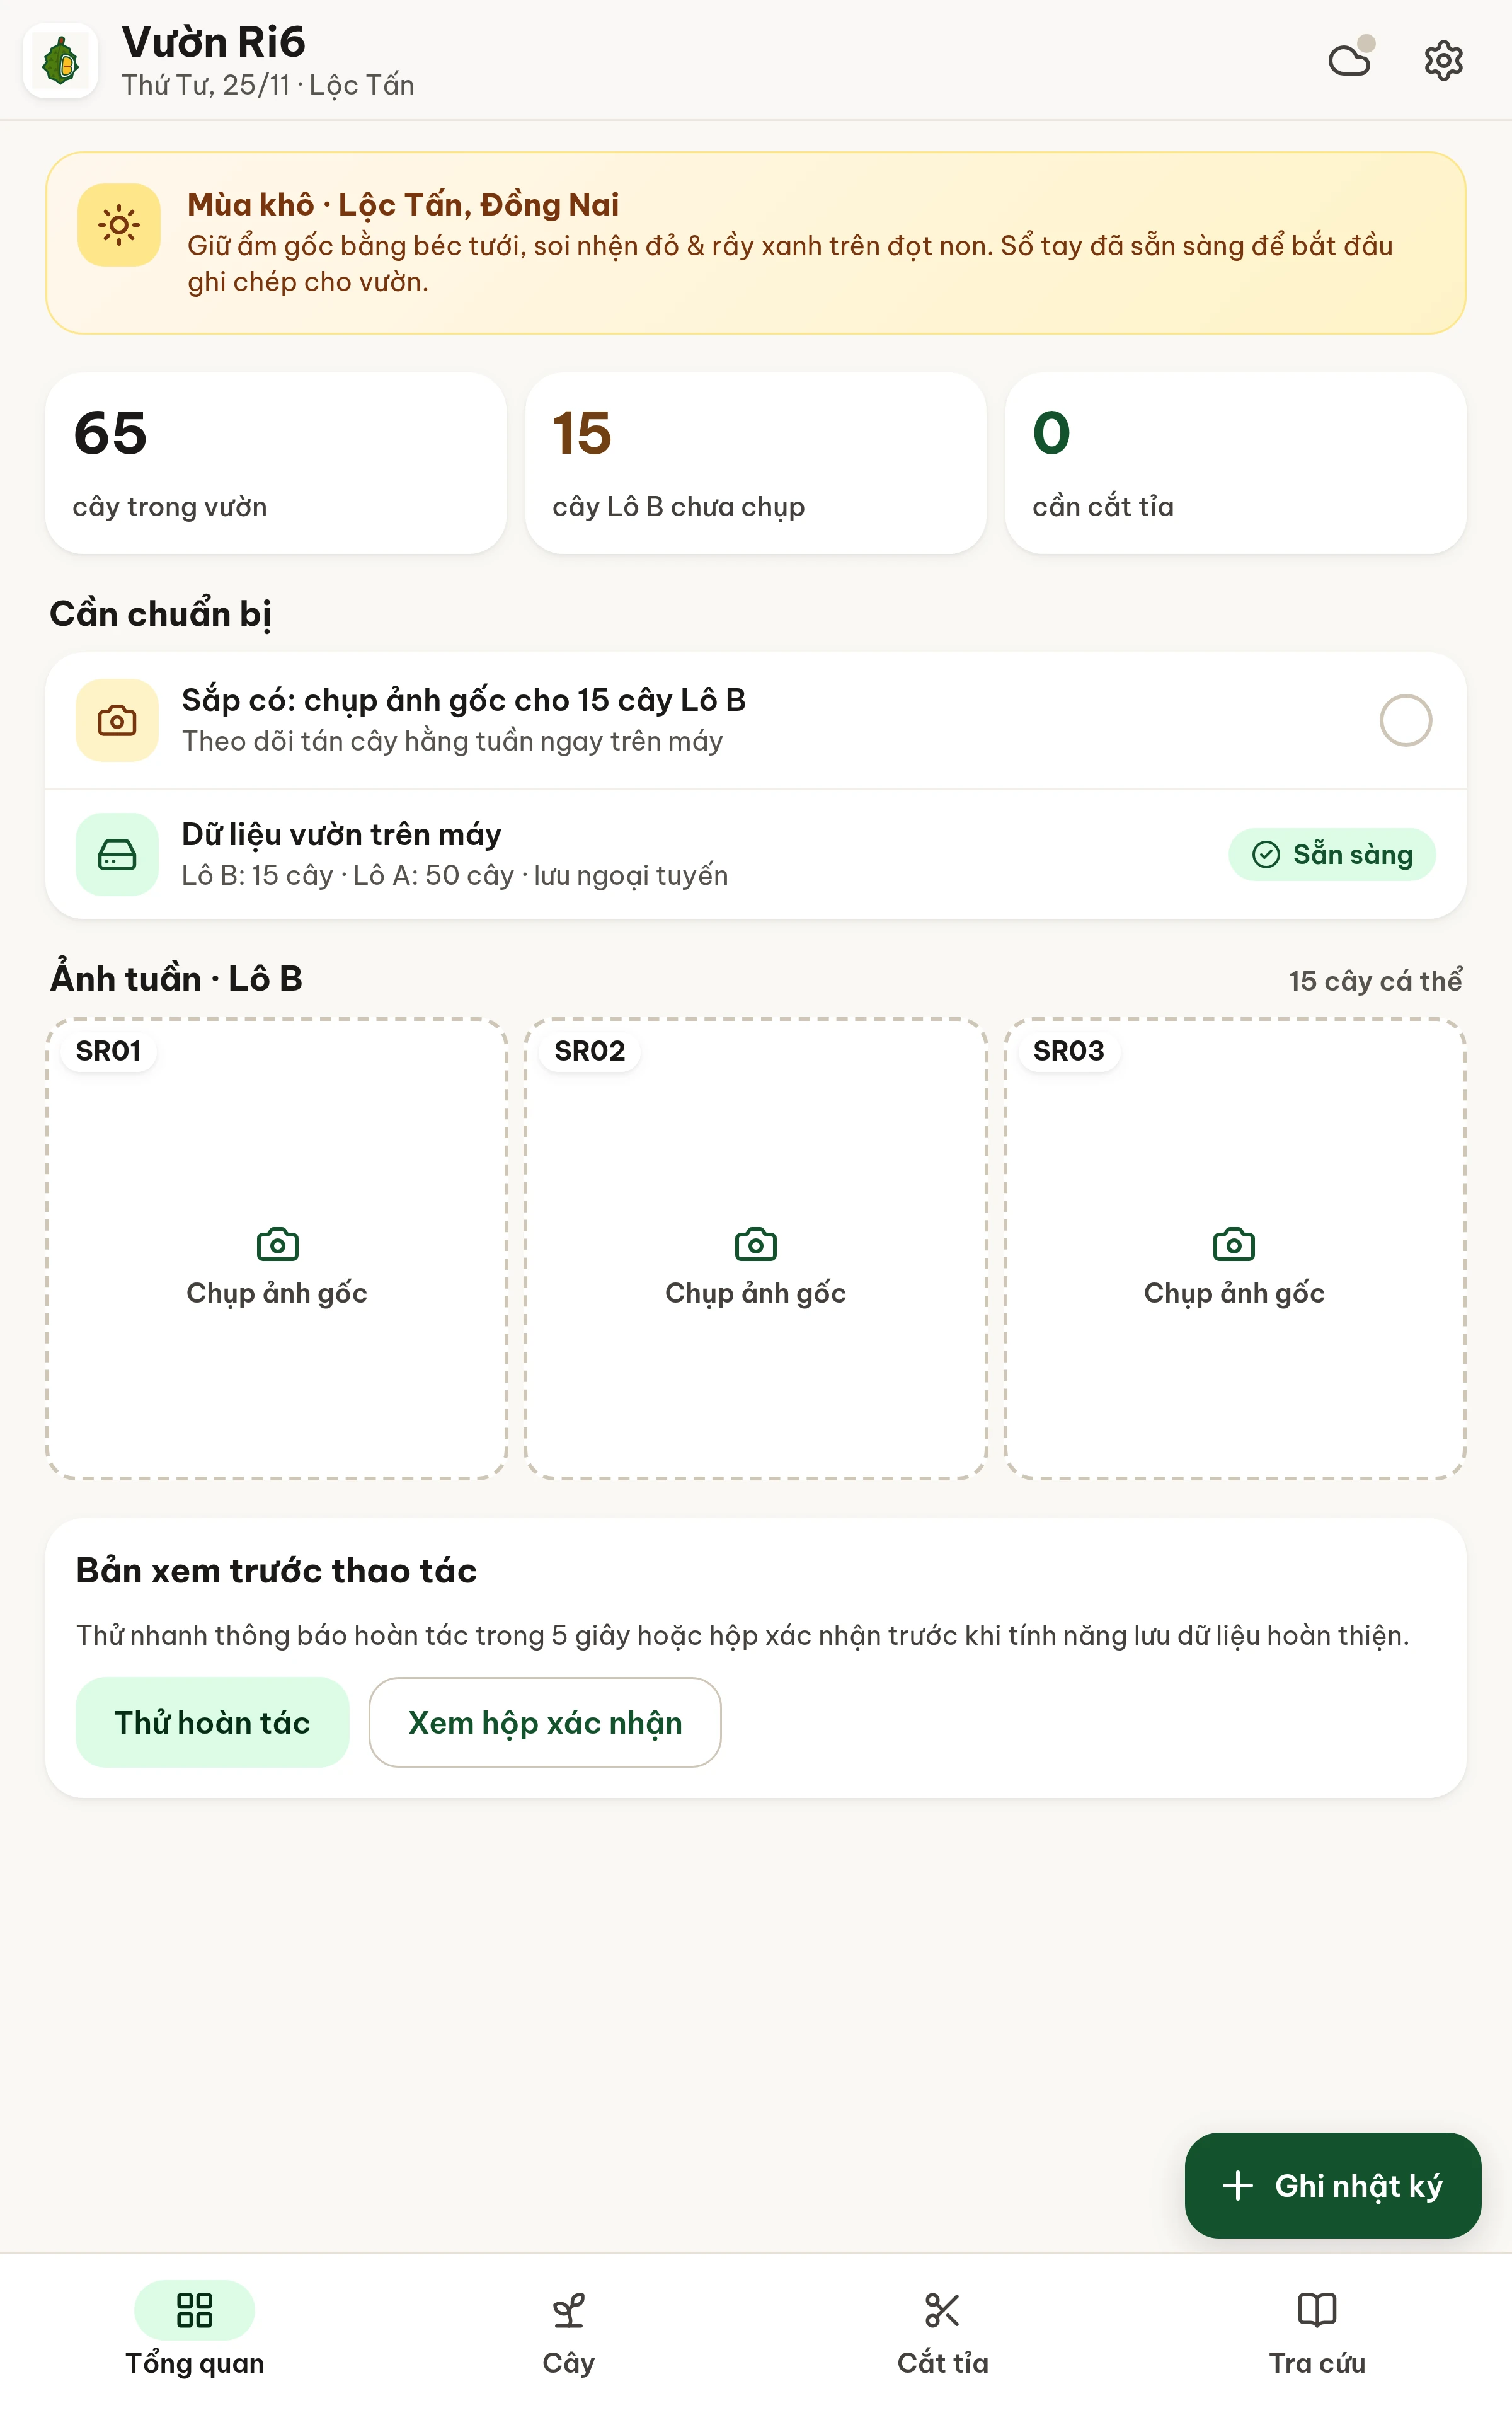 Vườn Ri6
Thứ Tư, 25/11 · Lộc Tấn
Mùa khô · Lộc Tấn, Đồng Nai
Giữ ẩm gốc bằng béc tưới, soi nhện đỏ & rầy xanh trên đọt non. Sổ tay đã sẵn sàng để bắt đầu
ghi chép cho vườn.
65
cây trong vườn
15
cây Lô B chưa chụp
0
cần cắt tỉa
Cần chuẩn bị
Sắp có: chụp ảnh gốc cho 15 cây Lô B
Theo dõi tán cây hằng tuần ngay trên máy
Dữ liệu vườn trên máy
Lô B: 15 cây · Lô A: 50 cây · lưu ngoại tuyến
Sẵn sàng
Ảnh tuần · Lô B
15 cây cá thể
SR01
Chụp ảnh gốc
SR02
Chụp ảnh gốc
SR03
Chụp ảnh gốc
Bản xem trước thao tác
Thử nhanh thông báo hoàn tác trong 5 giây hoặc hộp xác nhận trước khi tính năng lưu dữ liệu hoàn thiện.
Thử hoàn tác
Xem hộp xác nhận
Ghi nhật ký
Tổng quan
Cây
Cắt tỉa
Tra cứu